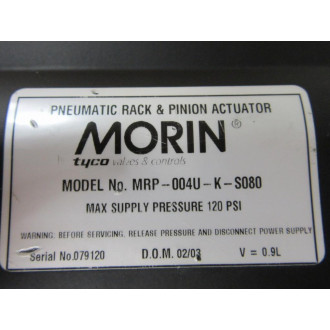 PNEUMATIC RACK & PINION ACTUATOR
MORIN®
tyco valves & controls
MODEL No. MRP-004U-K-S080
MAX SUPPLY PRESSURE 120 PSI
WARNING: BEFORE SERVICING, RELEASE PRESSURE AND DISCONNECT POWER SUPPLY
Serial No.079120 D.O.M. 02/03 V = 0.9L